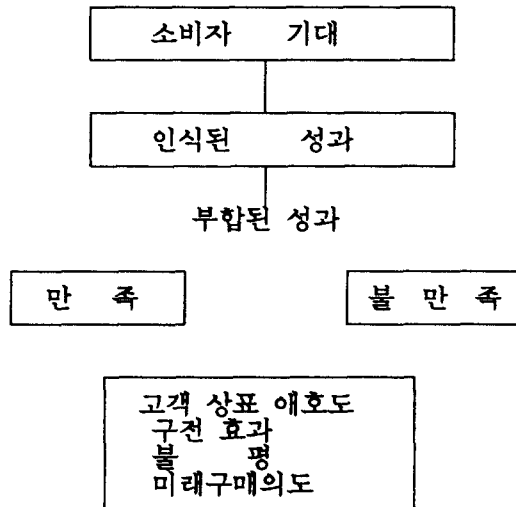 소비자 기대
인식된 성과
부합된 성과
만 족
불 만 족
고객 상표 애호도
구전 효과
불 평
미래구매의도